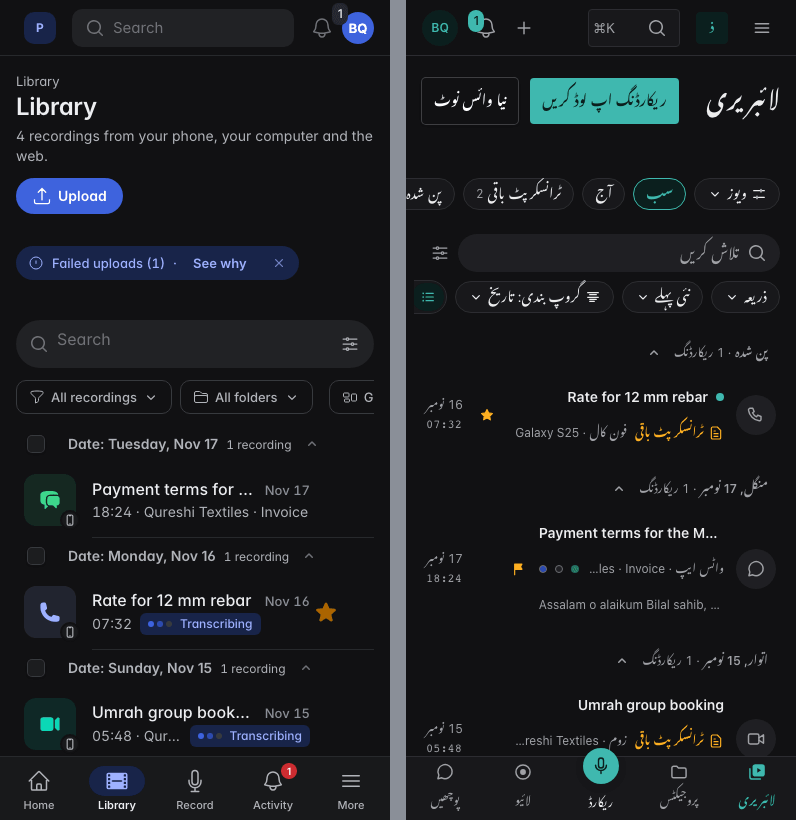 P
Search
1
BQ
Library
Library
4 recordings from your phone, your computer and the web.
Upload
Failed uploads (1) · See why
Search
All recordings
All folders
G
Date: Tuesday, Nov 17 1 recording
Payment terms for ... Nov 17
18:24 · Qureshi Textiles · Invoice
Date: Monday, Nov 16 1 recording
Rate for 12 mm rebar Nov 16
07:32 Transcribing
Date: Sunday, Nov 15 1 recording
Umrah group book... Nov 15
05:48 · Qur... Transcribing
Home
Library
Record
1
Activity
More
ذ
⌘K
1
BQ
لائبریری
ریکارڈنگ اپ لوڈ کریں
نیا وائس نوٹ
ویوز
سب
آج
ٹرانسکرپٹ باقی 2
پن شدہ
تلاش کریں
ذریعہ
نئی پہلے
گروپ بندی: تاریخ
پن شدہ · 1 ریکارڈنگ
Rate for 12 mm rebar
16 نومبر
07:32
ٹرانسکرپٹ باقی فون کال · Galaxy S25
منگل, 17 نومبر · 1 ریکارڈنگ
Payment terms for the M...
17 نومبر
18:24
واٹس ایپ · les · Invoice...
Assalam o alaikum Bilal sahib, ...
اتوار, 15 نومبر · 1 ریکارڈنگ
Umrah group booking
15 نومبر
05:48
ٹرانسکرپٹ باقی زوم · reshi Textiles...
لائبریری
پروجیکٹس
ریکارڈ
لائیو
پوچھیں